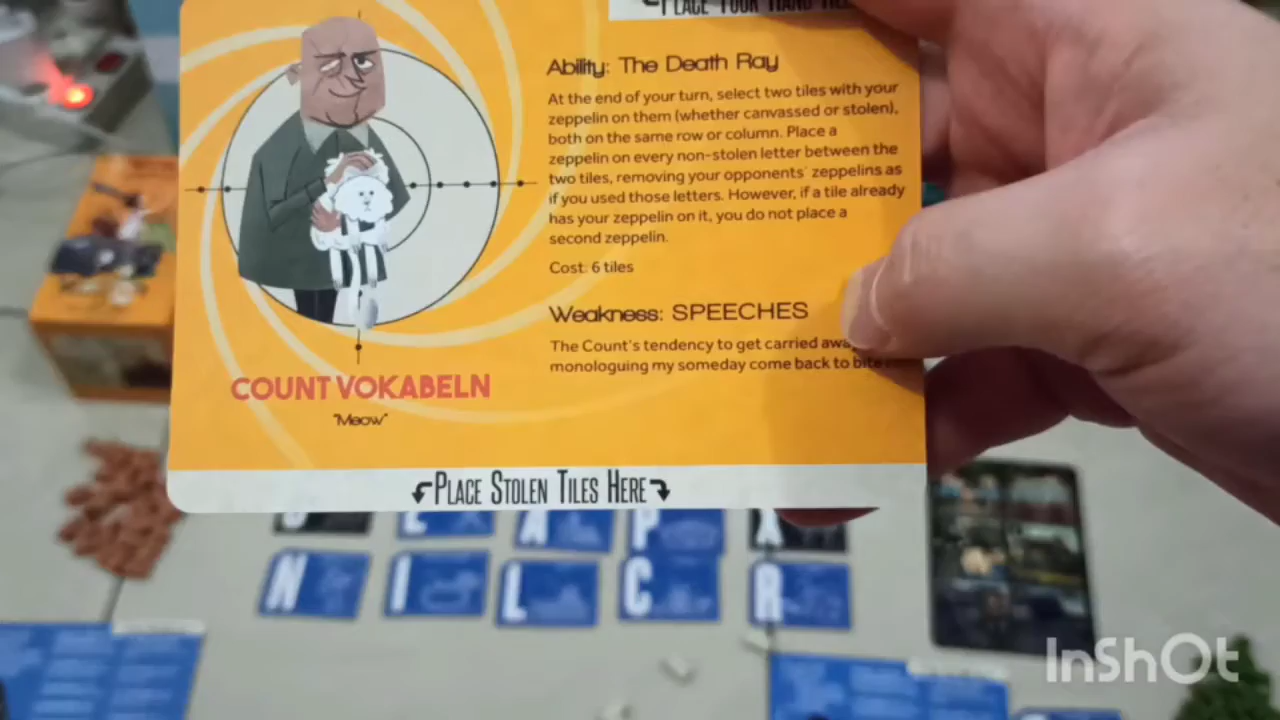 PLACE YOUR HAND
Ability: The Death Ray
At the end of your turn, select two tiles with your
zeppelin on them (whether canvassed or stolen),
both on the same row or column. Place a
zeppelin on every non-stolen letter between the
two tiles, removing your opponents' zeppelins as
if you used those letters. However, if a tile already
has your zeppelin on it, you do not place a
second zeppelin.
Cost: 6 tiles
Weakness: SPEECHES
The Count's tendency to get carried
monologuing my someday come back to bite
COUNT VOKABELN
"Meow"
PLACE STOLEN TILES HERE
L A P A
N I L C R
InShOt